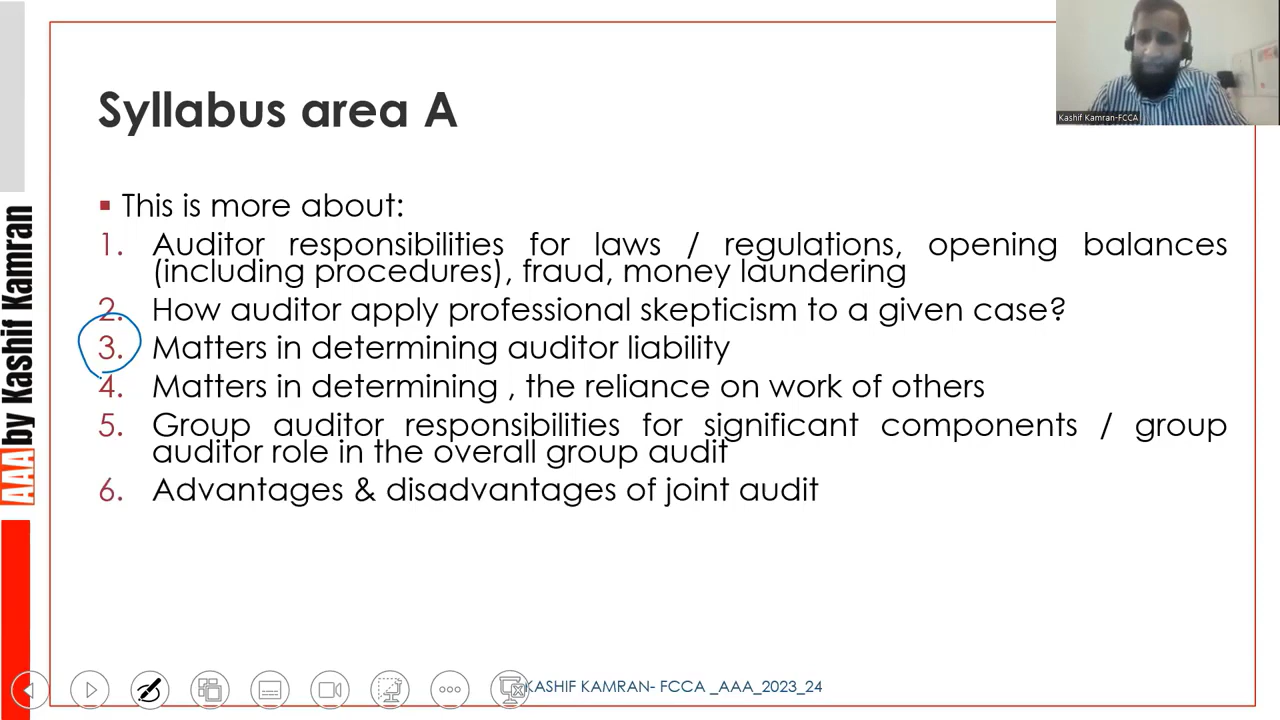 Syllabus area A
Kashif Kamran-FCCA
▪ This is more about:
1. Auditor responsibilities for laws / regulations, opening balances
(including procedures), fraud, money laundering
2. How auditor apply professional skepticism to a given case?
3. Matters in determining auditor liability
4. Matters in determining , the reliance on work of others
5. Group auditor responsibilities for significant components / group
auditor role in the overall group audit
6. Advantages & disadvantages of joint audit
AAA by Kashif Kamran
KASHIF KAMRAN- FCCA _AAA_2023_24